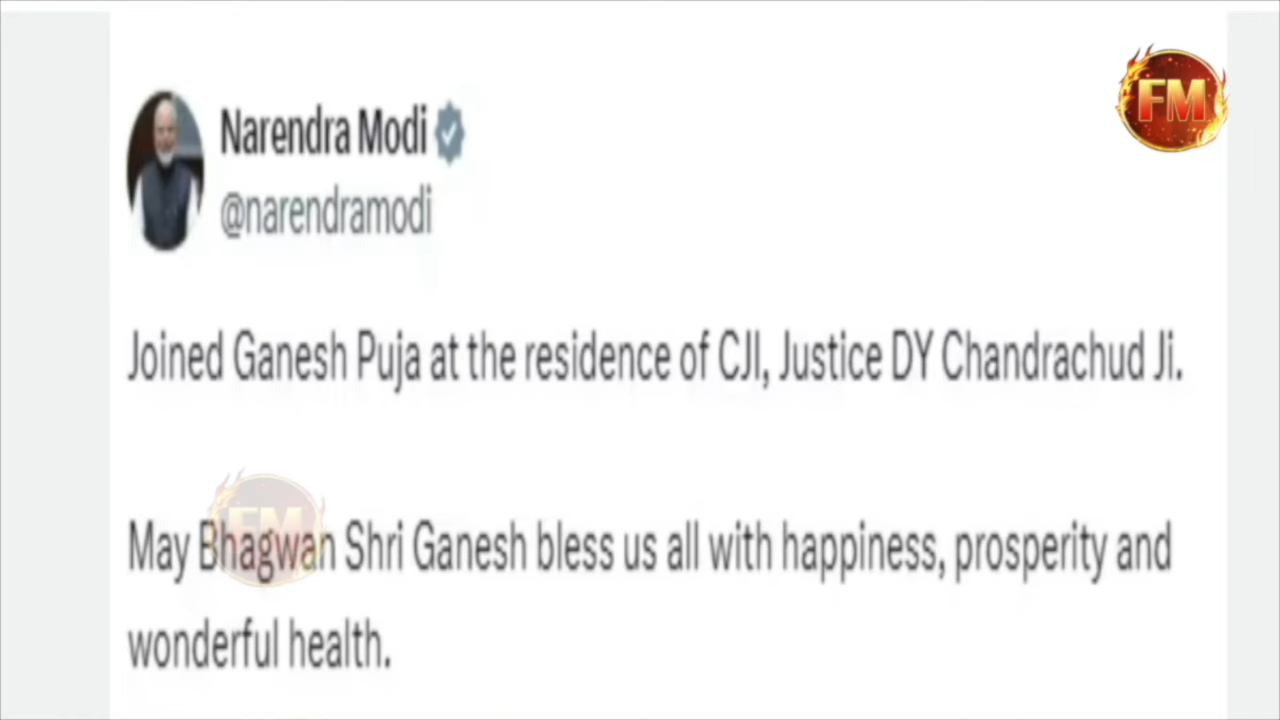 FM
Narendra Modi
@narendramodi
Joined Ganesh Puja at the residence of CJI, Justice DY Chandrachud Ji.
May Bhagwan Shri Ganesh bless us all with happiness, prosperity and
wonderful health.
FM